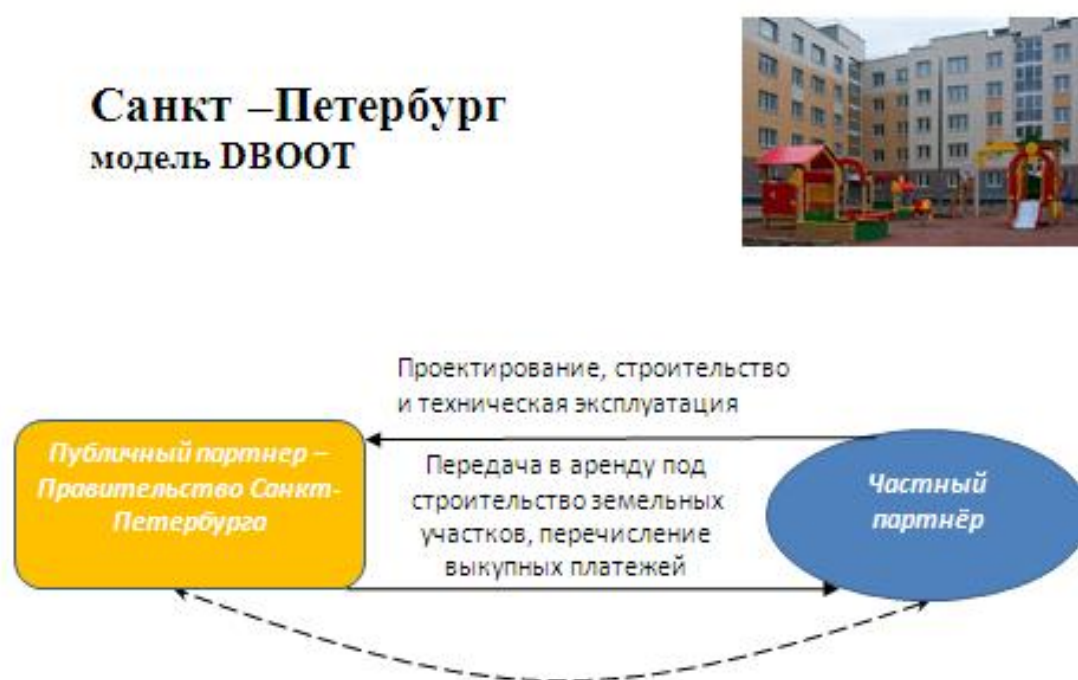 Санкт –Петербург
модель DBOOT
Проектирование, строительство
и техническая эксплуатация
Публичный партнер –
Правительство Санкт-
Петербурга
Передача в аренду под
строительство земельных
участков, перечисление
выкупных платежей
Частный
партнёр